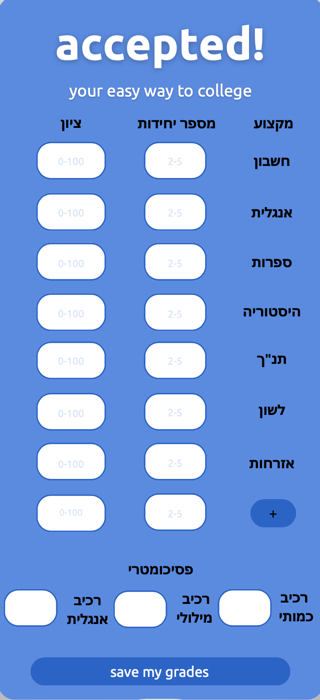 accepted!
your easy way to college
מקצוע מספר יחידות ציון
חשבון 2-5 0-100
אנגלית 2-5 0-100
ספרות 2-5 0-100
היסטוריה 2-5 0-100
תנ"ך 2-5 0-100
לשון 2-5 0-100
אזרחות 2-5 0-100
+ 2-5 0-100
פסיכומטרי
רכיב כמותי
רכיב מילולי
רכיב אנגלית
save my grades